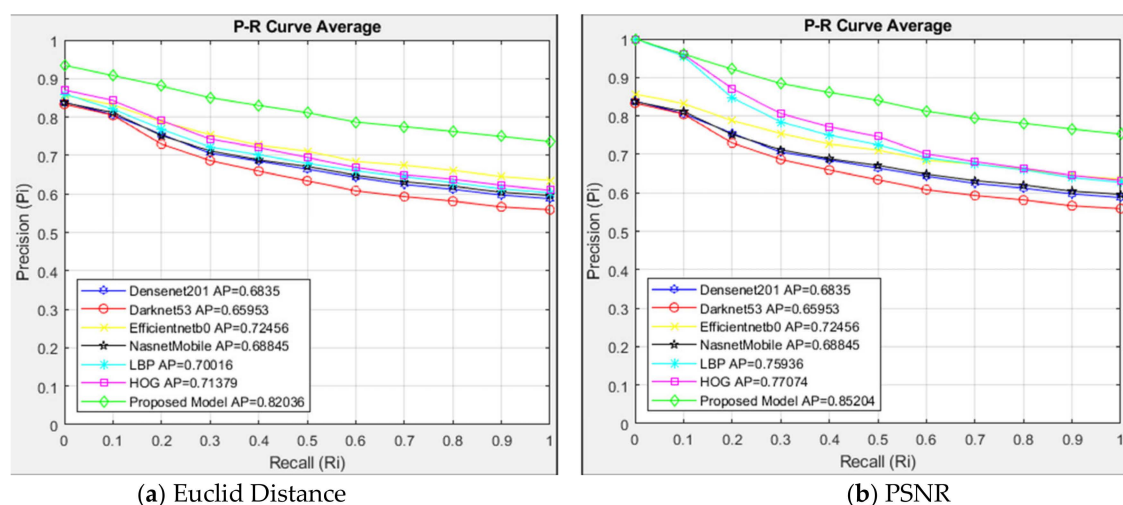 P-R Curve Average
1
0.9
0.8
0.7
0.6
0.5
0.4
0.3
0.2
0.1
0
Precision (Pi)
Densenet201 AP=0.6835
Darknet53 AP=0.65953
Efficientnetb0 AP=0.72456
NasnetMobile AP=0.68845
LBP AP=0.70016
HOG AP=0.71379
Proposed Model AP=0.82036
0 0.1 0.2 0.3 0.4 0.5 0.6 0.7 0.8 0.9 1
Recall (Ri)
(a) Euclid Distance
P-R Curve Average
1
0.9
0.8
0.7
0.6
0.5
0.4
0.3
0.2
0.1
0
Precision (Pi)
Densenet201 AP=0.6835
Darknet53 AP=0.65953
Efficientnetb0 AP=0.72456
NasnetMobile AP=0.68845
LBP AP=0.75936
HOG AP=0.77074
Proposed Model AP=0.85204
0 0.1 0.2 0.3 0.4 0.5 0.6 0.7 0.8 0.9 1
Recall (Ri)
(b) PSNR